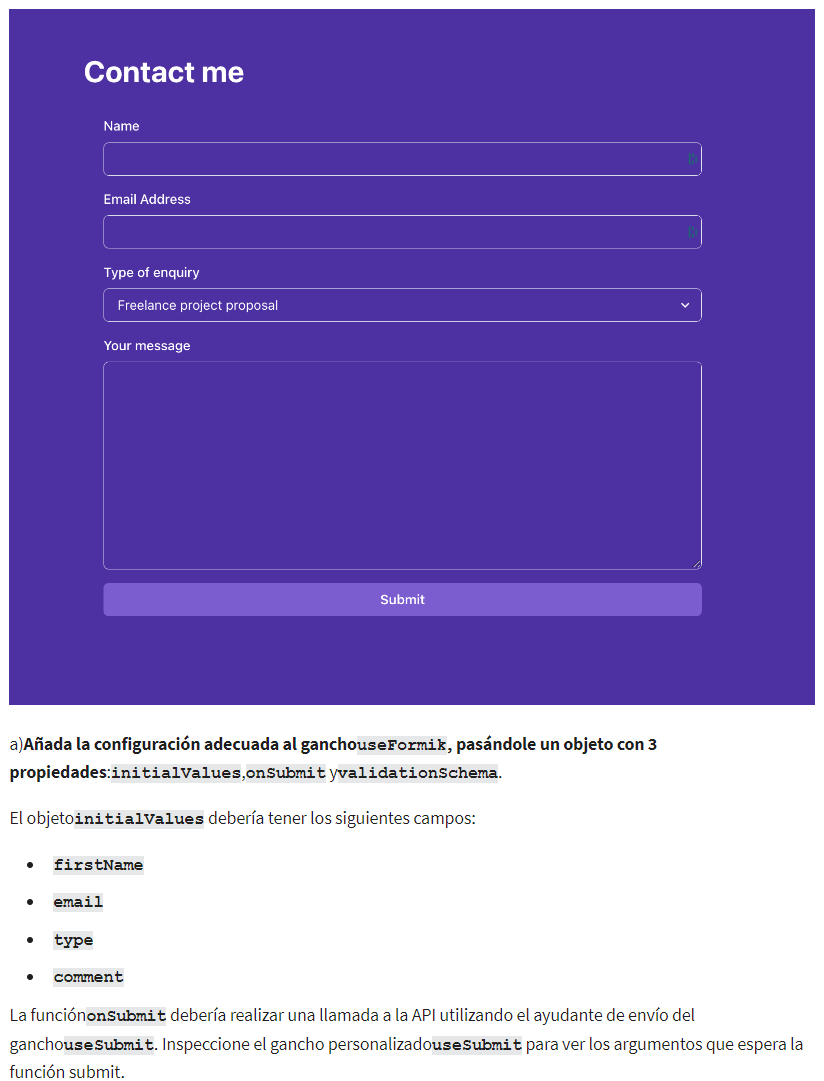 Contact me
Name
Email Address
Type of enquiry
Freelance project proposal
Your message
Submit
a)Añada la configuración adecuada al ganchouseFormik, pasándole un objeto con 3
propiedades:initialValues,onSubmit yvalidationSchema.
El objetoinitialValues debería tener los siguientes campos:
• firstName
• email
• type
• comment
La funciónonSubmit debería realizar una llamada a la API utilizando el ayudante de envío del
ganchouseSubmit. Inspeccione el gancho personalizadouseSubmit para ver los argumentos que espera la
función submit.